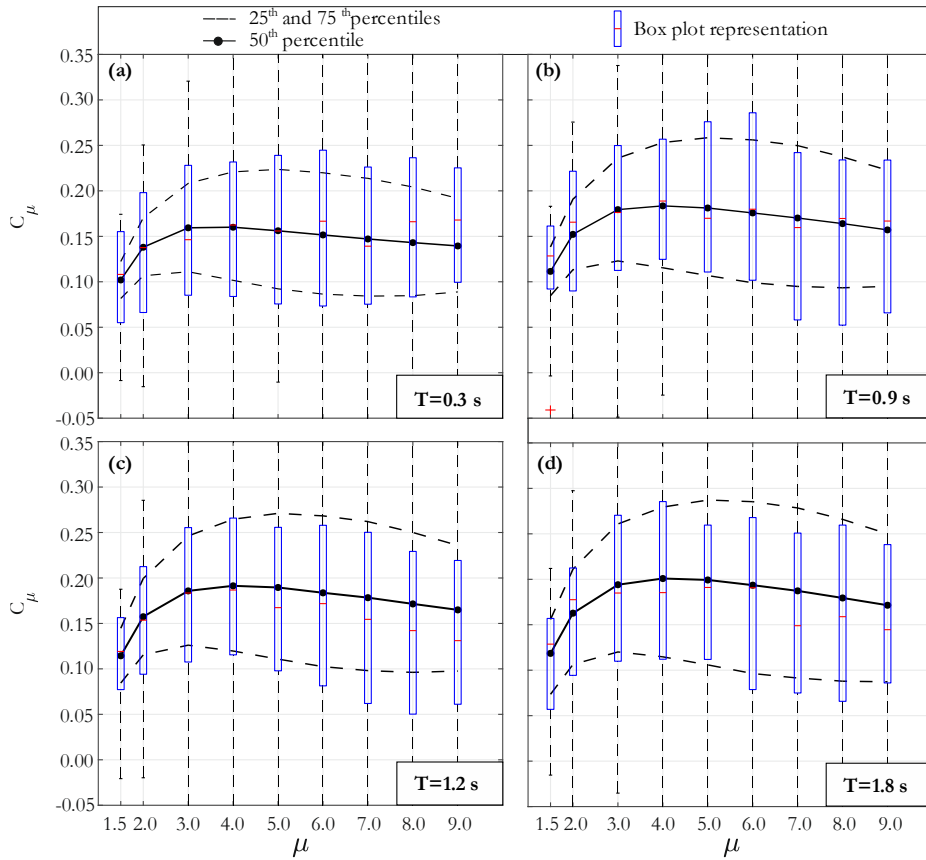 25th and 75 th percentiles
50th percentile
Box plot representation
(a)
(b)
0.35
0.30
0.25
0.20
0.15
0.10
0.05
0.00
-0.05
Cμ
T=0.3 s
T=0.9 s
(c)
(d)
0.35
0.30
0.25
0.20
0.15
0.10
0.05
0.00
-0.05
Cμ
T=1.2 s
T=1.8 s
1.5 2.0 3.0 4.0 5.0 6.0 7.0 8.0 9.0
1.5 2.0 3.0 4.0 5.0 6.0 7.0 8.0 9.0
μ
μ